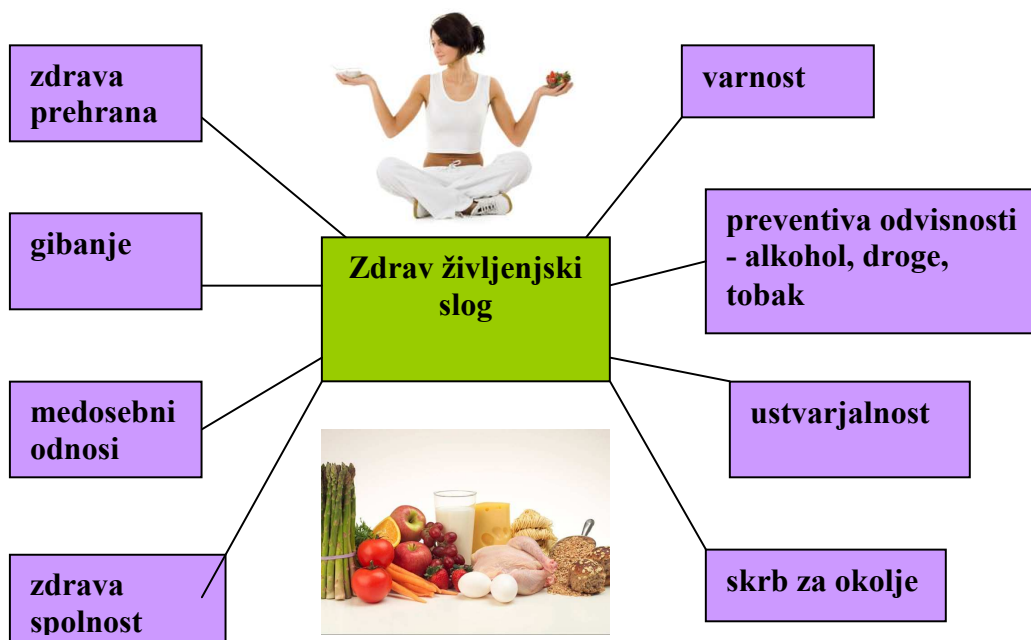 zdrava
prehrana
gibanje
medosebni
odnosi
zdrava
spolnost
Zdrav življenjski
slog
varnost
preventiva odvisnosti
- alkohol, droge,
tobak
ustvarjalnost
skrb za okolje